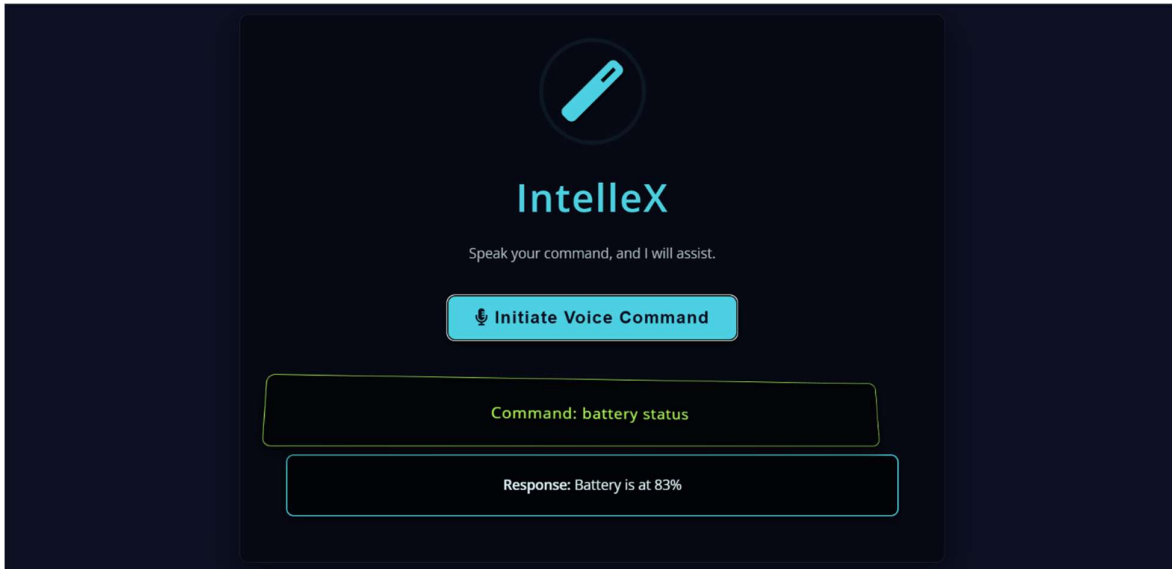 IntelleX
Speak your command, and I will assist.
Initiate Voice Command
Command: battery status
Response: Battery is at 83%